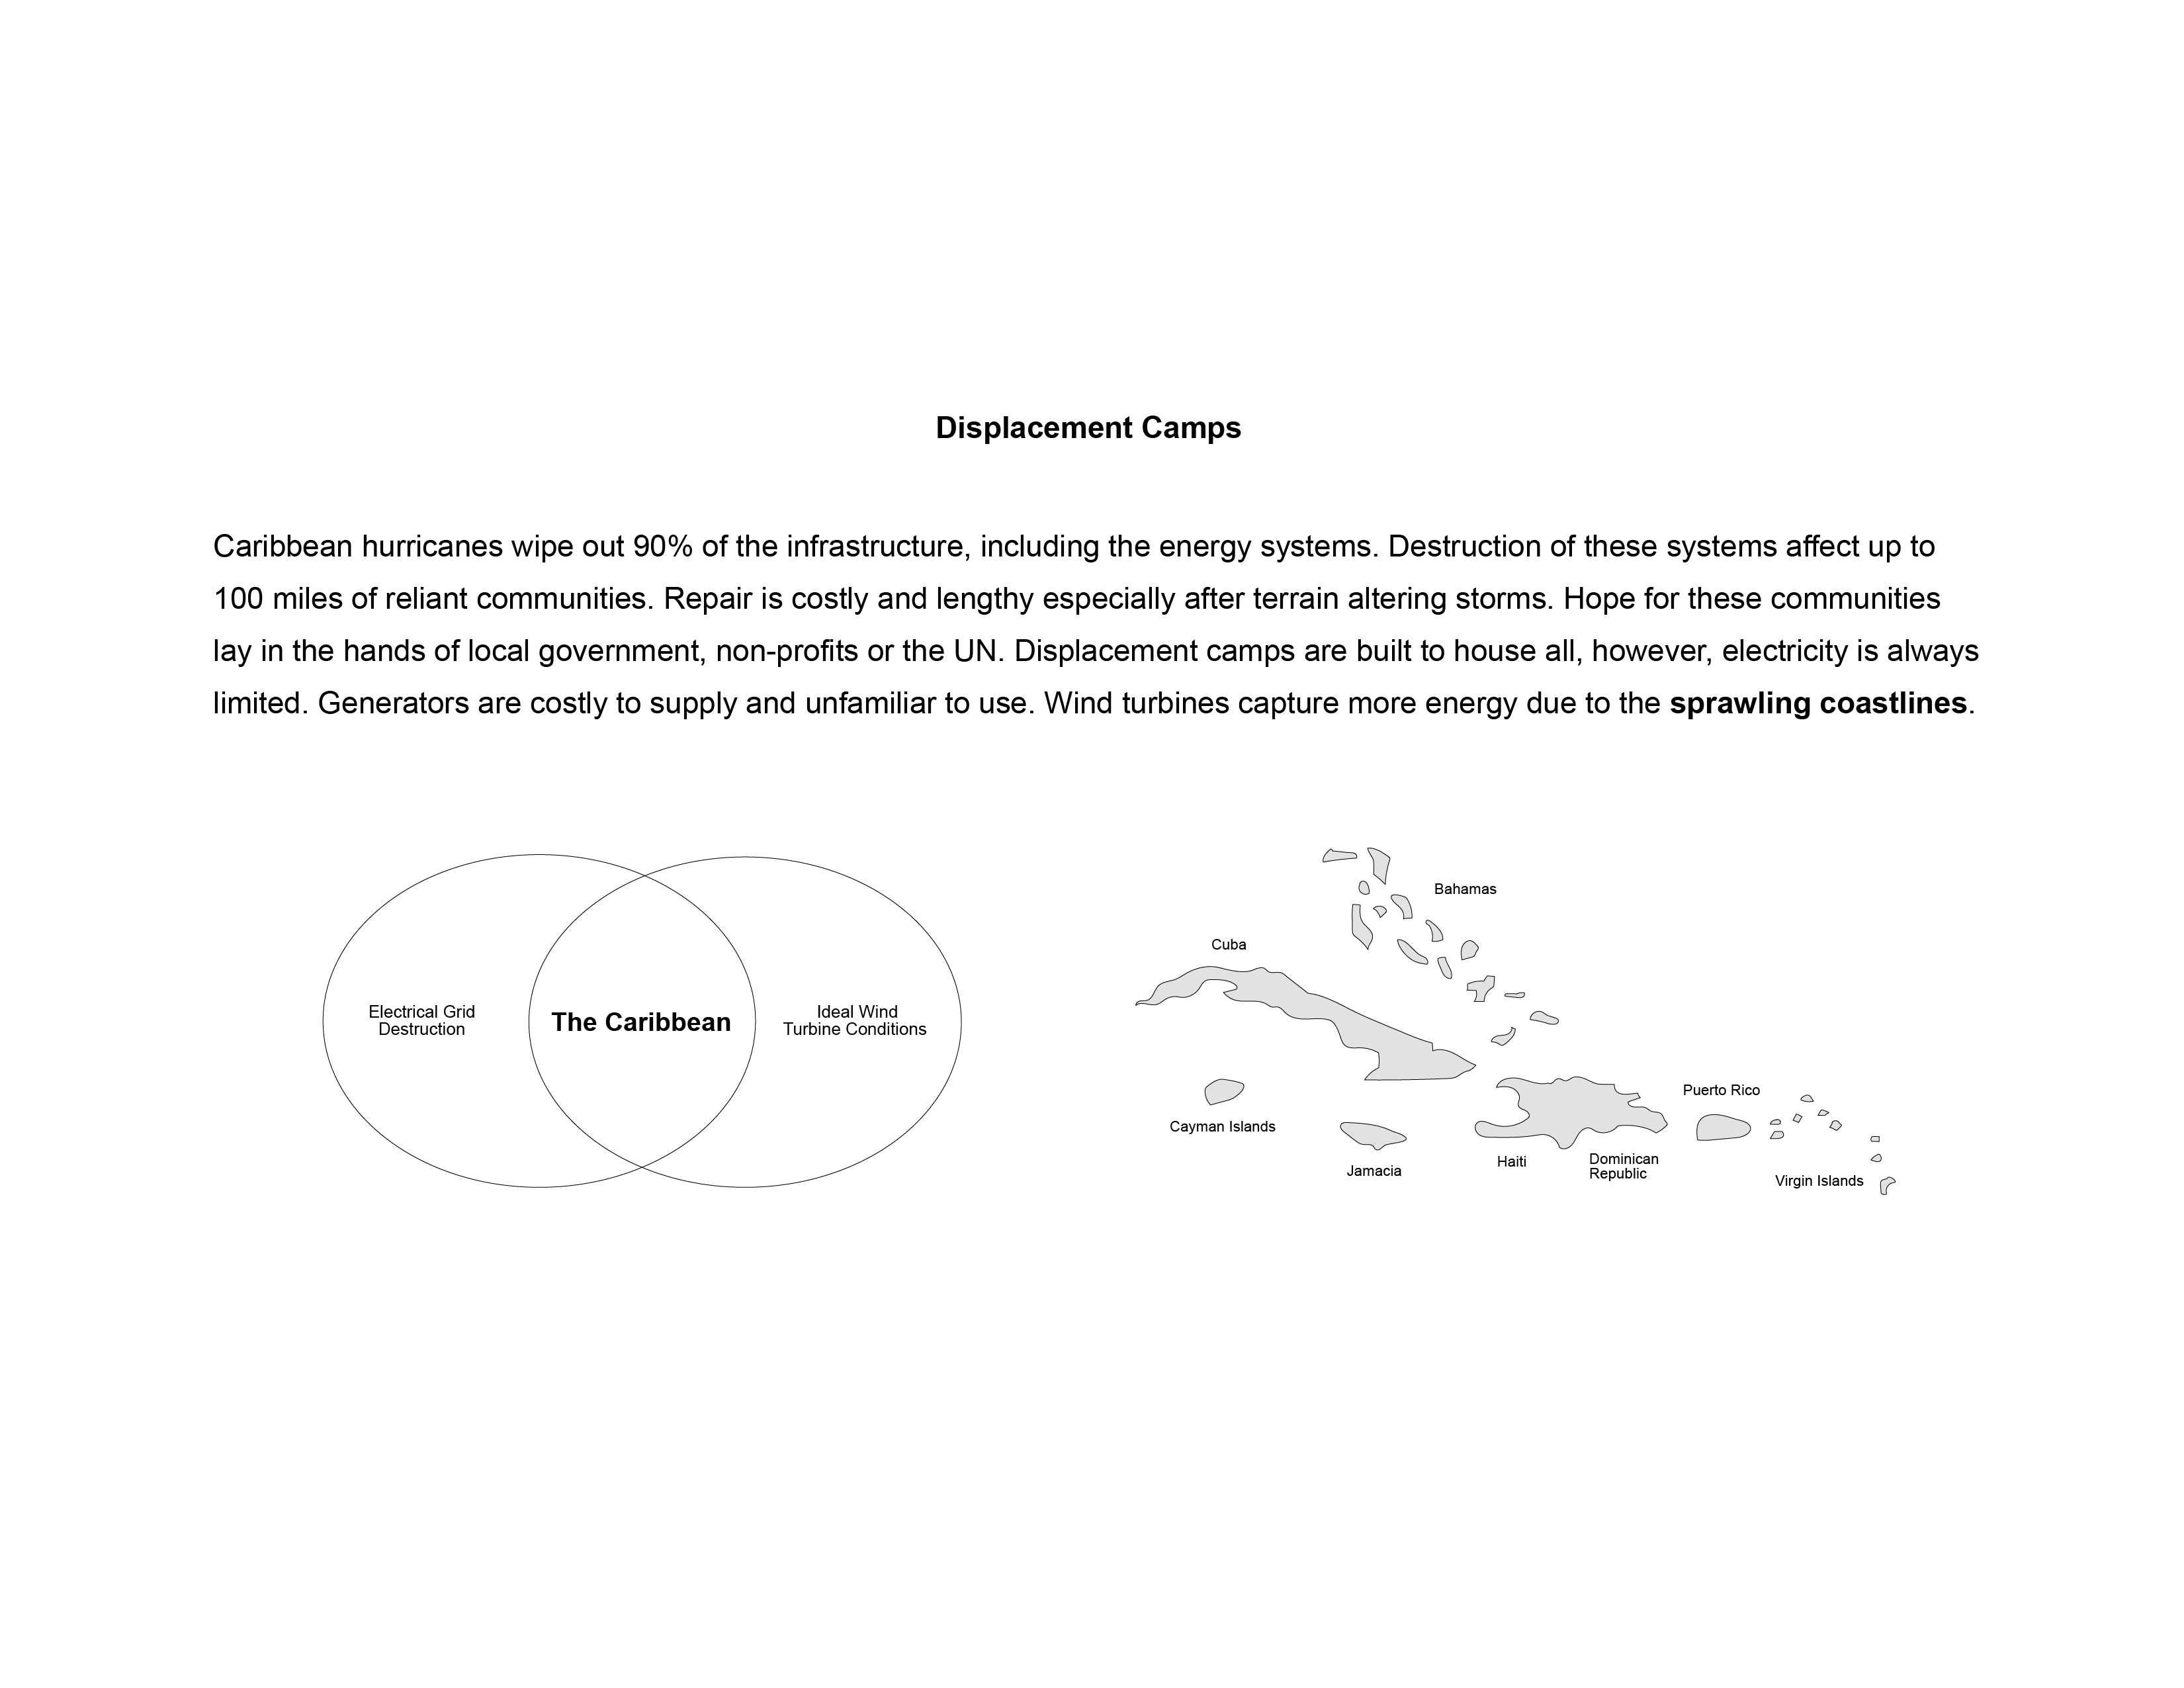 Displacement Camps
Caribbean hurricanes wipe out 90% of the infrastructure, including the energy systems. Destruction of these systems affect up to
100 miles of reliant communities. Repair is costly and lengthy especially after terrain altering storms. Hope for these communities
lay in the hands of local government, non-profits or the UN. Displacement camps are built to house all, however, electricity is always
limited. Generators are costly to supply and unfamiliar to use. Wind turbines capture more energy due to the sprawling coastlines.
Electrical Grid
Destruction
The Caribbean
Ideal Wind
Turbine Conditions
Bahamas
Cuba
Cayman Islands
Jamacia
Haiti
Dominican
Republic
Puerto Rico
Virgin Islands